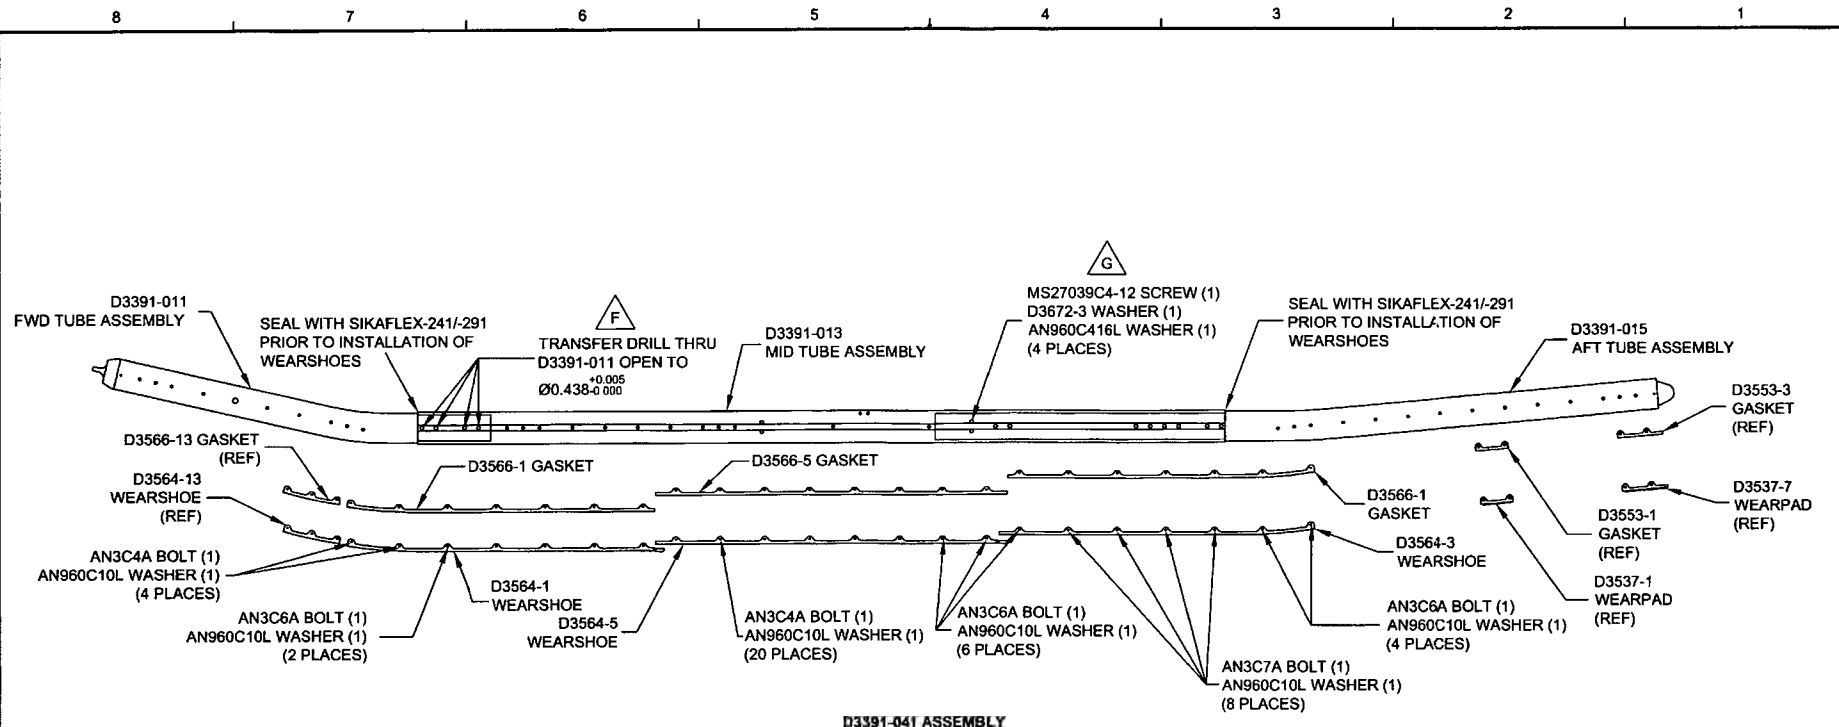 8 7 6 5 4 3 2 1
D3391-011
FWD TUBE ASSEMBLY
SEAL WITH SIKAFLEX-241/-291
PRIOR TO INSTALLATION OF
WEARSHOES
F
TRANSFER DRILL THRU
D3391-011 OPEN TO
Ø0.438+0.005
-0.000
D3391-013
MID TUBE ASSEMBLY
G
MS27039C4-12 SCREW (1)
D3672-3 WASHER (1)
AN960C416L WASHER (1)
(4 PLACES)
SEAL WITH SIKAFLEX-241/-291
PRIOR TO INSTALLATION OF
WEARSHOES
D3391-015
AFT TUBE ASSEMBLY
D3553-3
GASKET
(REF)
D3566-13 GASKET
(REF)
D3566-1 GASKET
D3566-5 GASKET
D3564-13
WEARSHOE
(REF)
D3566-1
GASKET
D3553-1
GASKET
(REF)
D3537-7
WEARPAD
(REF)
AN3C4A BOLT (1)
AN960C10L WASHER (1)
(4 PLACES)
D3564-1
WEARSHOE
D3564-5
WEARSHOE
D3564-3
WEARSHOE
D3537-1
WEARPAD
(REF)
AN3C6A BOLT (1)
AN960C10L WASHER (1)
(2 PLACES)
AN3C4A BOLT (1)
AN960C10L WASHER (1)
(20 PLACES)
AN3C6A BOLT (1)
AN960C10L WASHER (1)
(6 PLACES)
AN3C6A BOLT (1)
AN960C10L WASHER (1)
(4 PLACES)
AN3C7A BOLT (1)
AN960C10L WASHER (1)
(8 PLACES)
D3391-041 ASSEMBLY